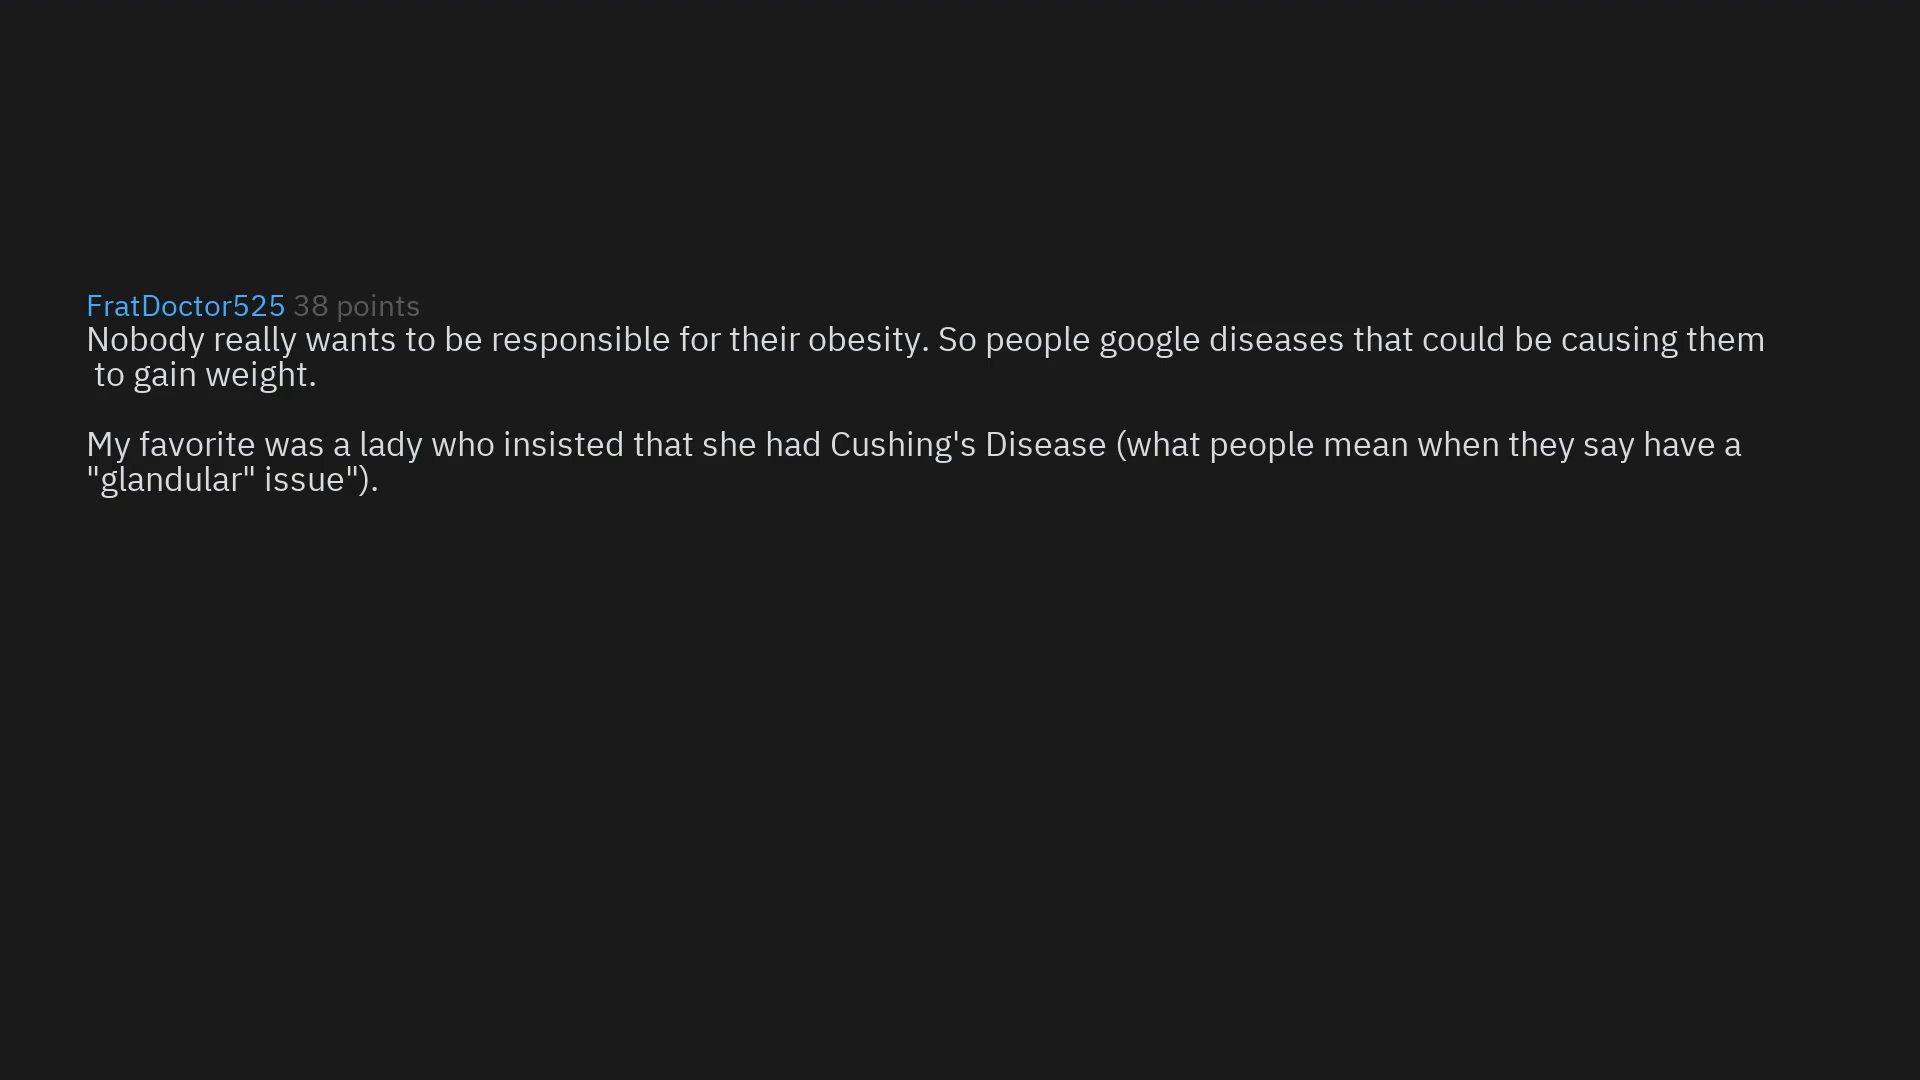 FratDoctor525 38 points
Nobody really wants to be responsible for their obesity. So people google diseases that could be causing them
to gain weight.
My favorite was a lady who insisted that she had Cushing's Disease (what people mean when they say have a
"glandular" issue").